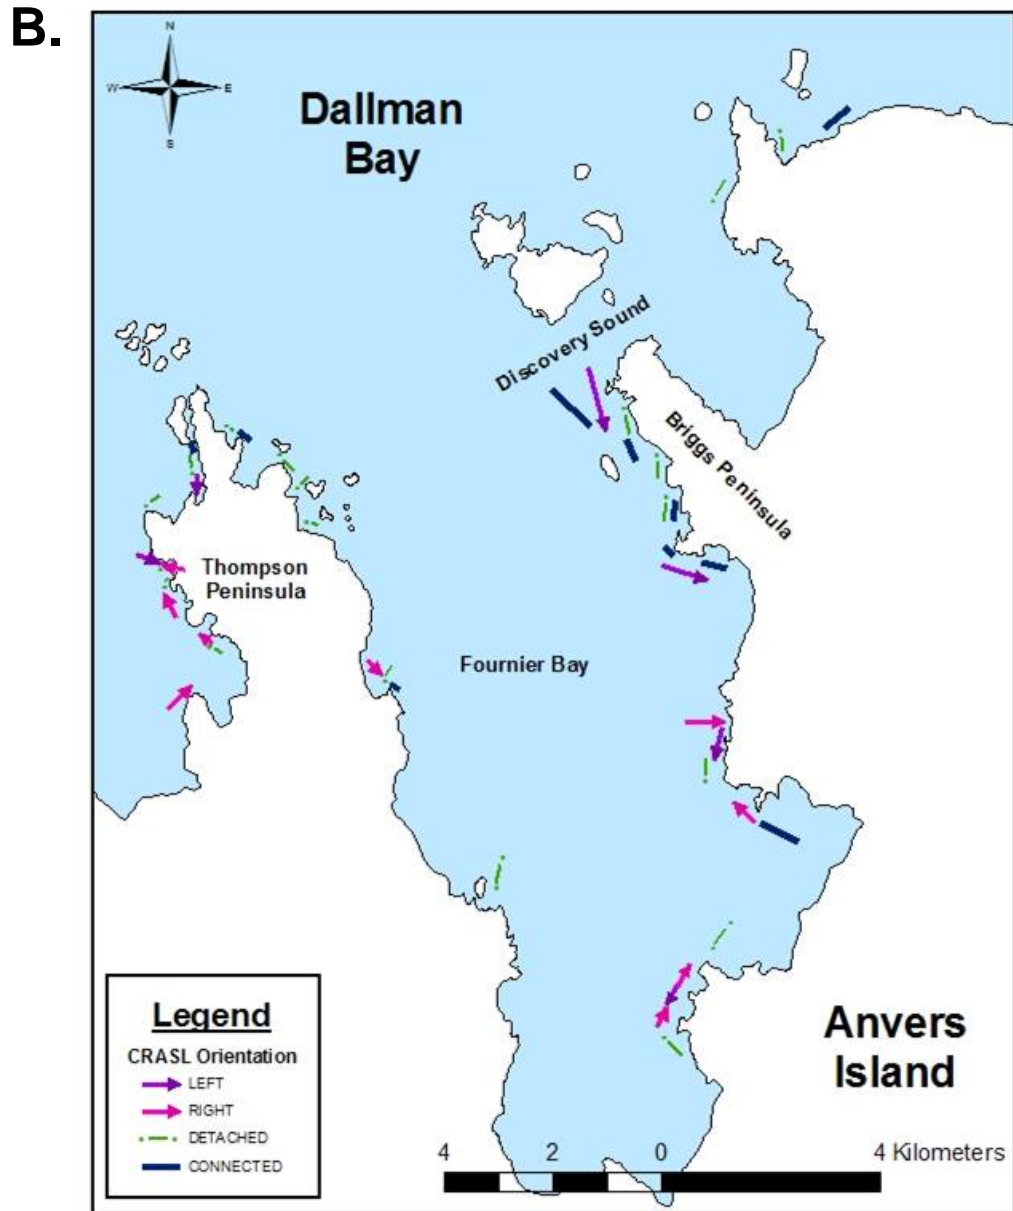 B.
N
W E
S
Dallman
Bay
Discovery Sound
Briggs Peninsula
Thompson
Peninsula
Fournier Bay
Anvers
Island
Legend
CRASL Orientation
LEFT
RIGHT
DETACHED
CONNECTED
4 2 0 4 Kilometers